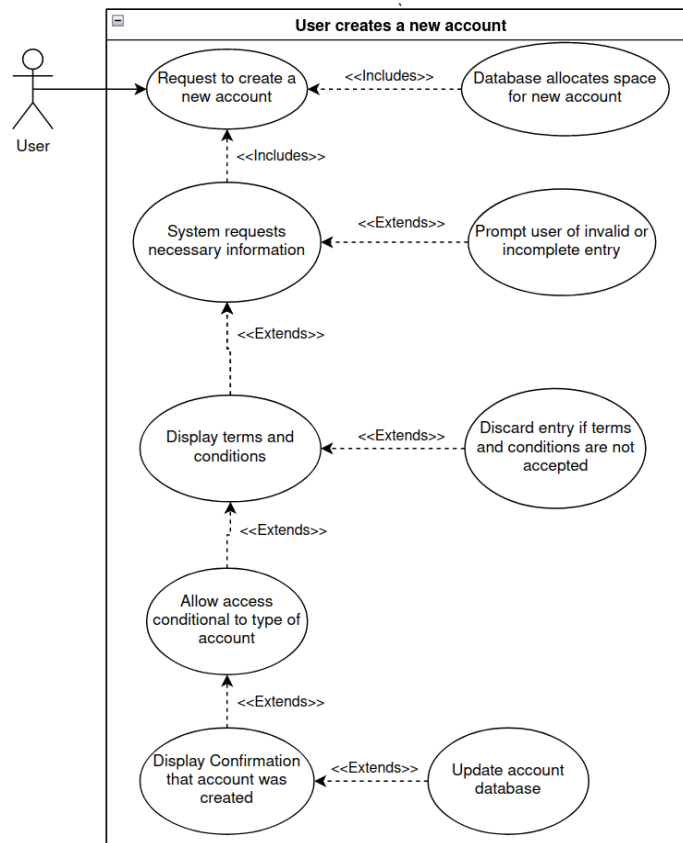 User creates a new account
Request to create a
new account
<<Includes>>
Database allocates space
for new account
User
<<Includes>>
System requests
necessary information
<<Extends>>
Prompt user of invalid or
incomplete entry
<<Extends>>
Display terms and
conditions
<<Extends>>
Discard entry if terms
and conditions are not
accepted
<<Extends>>
Allow access
conditional to type of
account
<<Extends>>
Display Confirmation
that account was
created
<<Extends>>
Update account
database